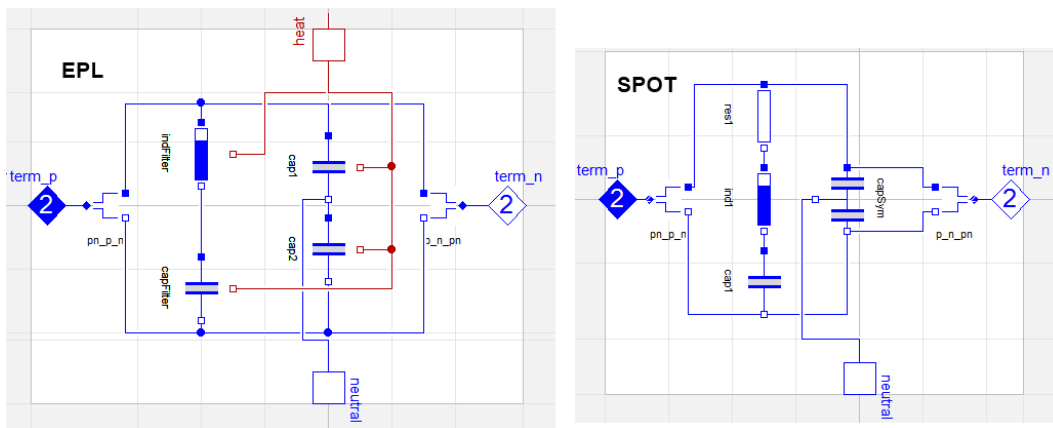 heat
EPL
indFilter
cap1
term_p
2
term_n
2
pn_p_n
p_n_pn
cap2
capFilter
neutral
SPOT
res1
term_p
2
ind1
capSym
term_n
2
pn_p_n
p_n_pn
cap1
neutral